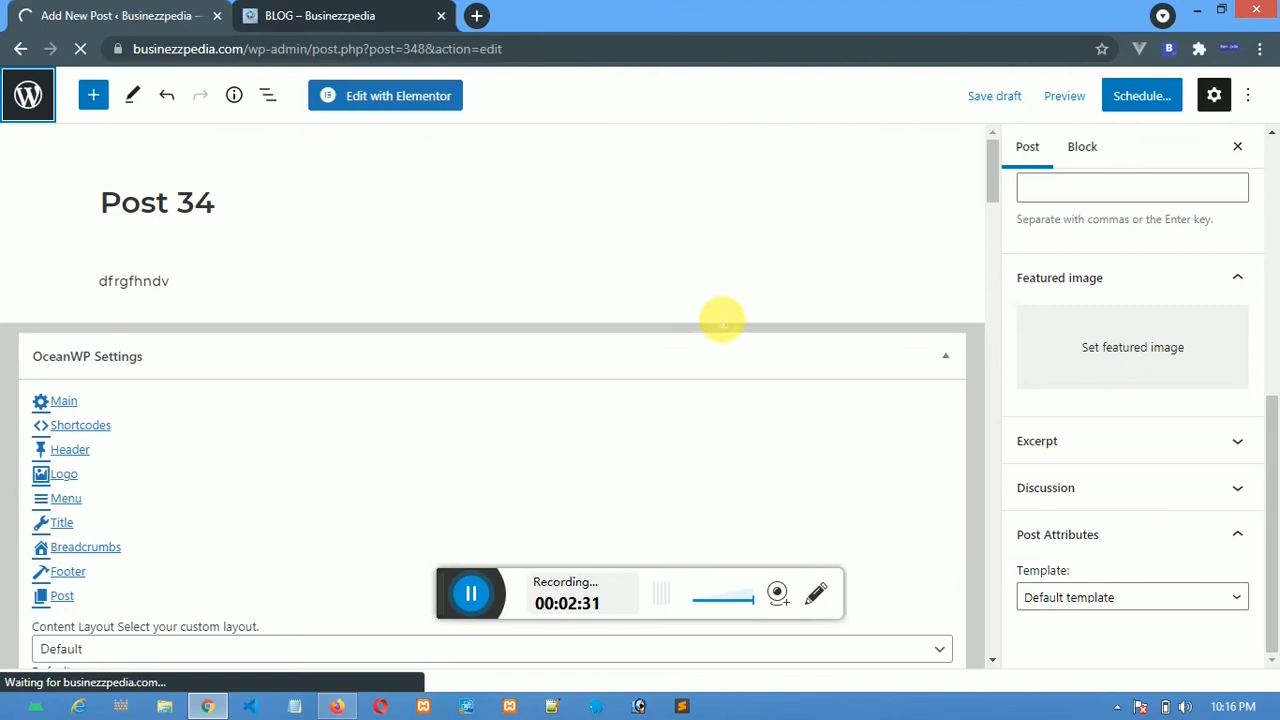 Add New Post ‹ Businezzpedia —
BLOG – Businezzpedia
businezzpedia.com/wp-admin/post.php?post=348&action=edit
Edit with Elementor
Save draft
Preview
Schedule...
Post
Block
Separate with commas or the Enter key.
Post 34
dfrgfhndv
Featured image
Set featured image
OceanWP Settings
Main
Shortcodes
Header
Logo
Menu
Title
Breadcrumbs
Footer
Post
Excerpt
Discussion
Post Attributes
Template:
Default template
Recording...
00:02:31
Content Layout Select your custom layout.
Default
Waiting for businezzpedia.com...
10:16 PM